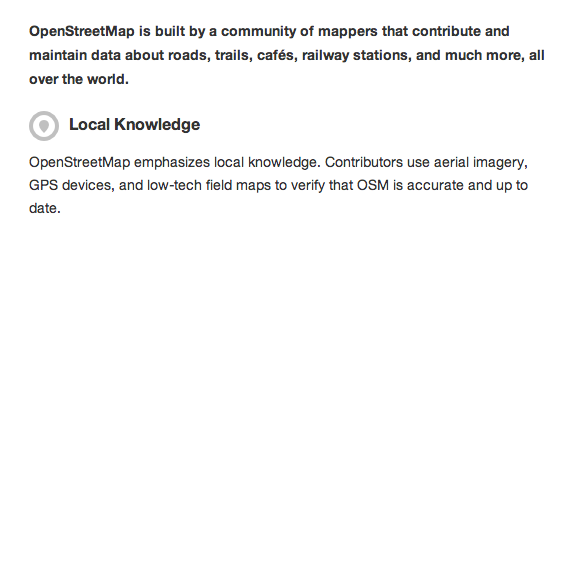 OpenStreetMap is built by a community of mappers that contribute and
maintain data about roads, trails, cafés, railway stations, and much more, all
over the world.
Local Knowledge
OpenStreetMap emphasizes local knowledge. Contributors use aerial imagery,
GPS devices, and low-tech field maps to verify that OSM is accurate and up to
date.